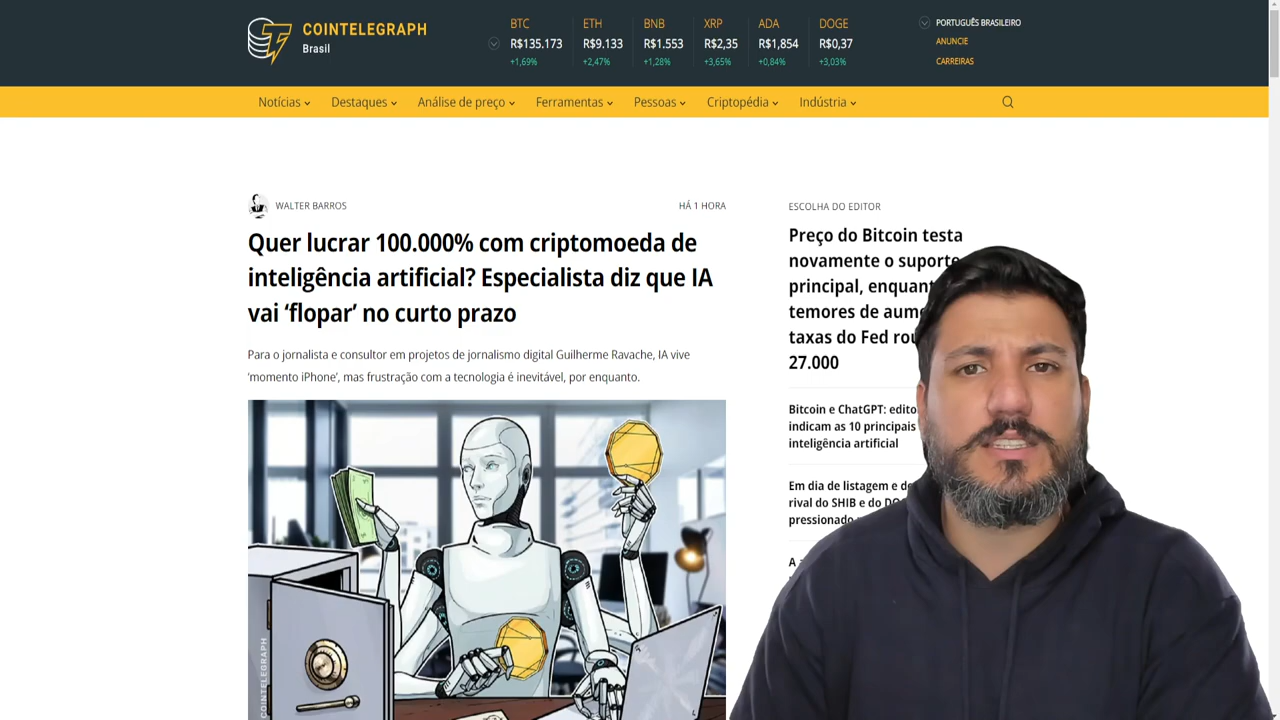 COINTELEGRAPH
Brasil
BTC
R$135.173
+1,69%
ETH
R$9.133
+2,47%
BNB
R$1.553
+1,28%
XRP
R$2,35
+3,65%
ADA
R$1,854
+0,84%
DOGE
R$0,37
+3,03%
PORTUGUÊS BRASILEIRO
ANUNCIE
CARREIRAS
Notícias Destaques Análise de preço Ferramentas Pessoas Criptopédia Indústria
WALTER BARROS
HÁ 1 HORA
Quer lucrar 100.000% com criptomoeda de
inteligência artificial? Especialista diz que IA
vai ‘flopar’ no curto prazo
Para o jornalista e consultor em projetos de jornalismo digital Guilherme Ravache, IA vive
‘momento iPhone’, mas frustração com a tecnologia é inevitável, por enquanto.
COINTELEGRAPH
ESCOLHA DO EDITOR
Preço do Bitcoin testa
novamente o suporte
principal, enquan
temores de aume
taxas do Fed rou
27.000
Bitcoin e ChatGPT: edito
indicam as 10 principais
inteligência artificial
Em dia de listagem e de
rival do SHIB e do DO
pressionado
A